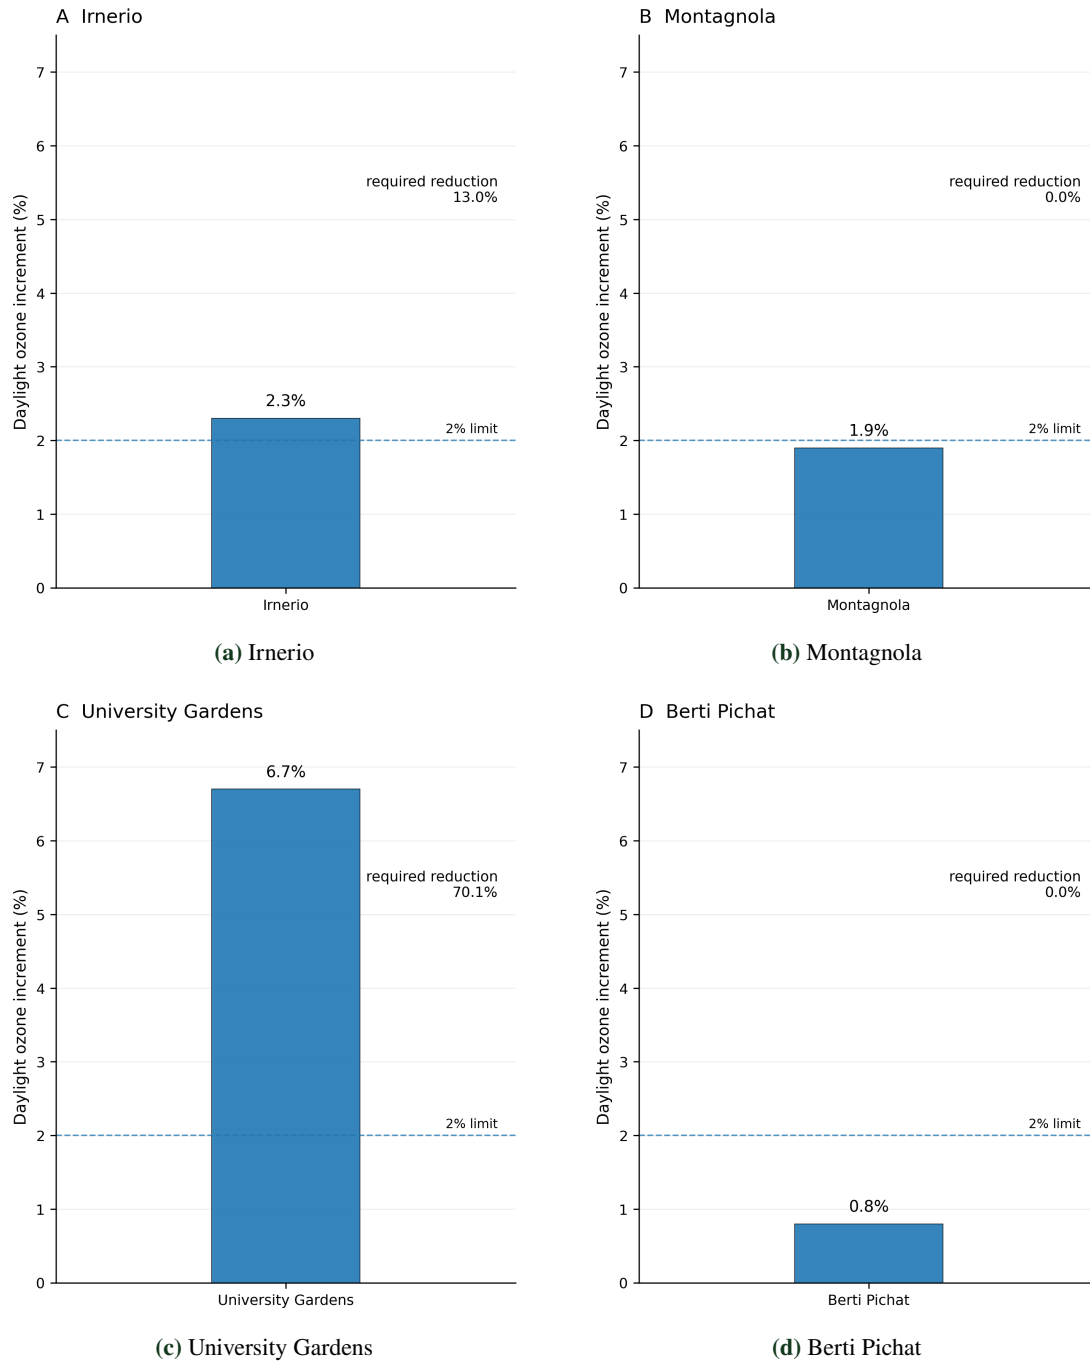 A Irnerio
Daylight ozone increment (%)
7
6
5
4
3
2
1
0
required reduction
13.0%
2.3%
2% limit
Irnerio
(a) Irnerio
B Montagnola
Daylight ozone increment (%)
7
6
5
4
3
2
1
0
required reduction
0.0%
1.9%
2% limit
Montagnola
(b) Montagnola
C University Gardens
Daylight ozone increment (%)
7
6
5
4
3
2
1
0
6.7%
required reduction
70.1%
2% limit
University Gardens
(c) University Gardens
D Berti Pichat
Daylight ozone increment (%)
7
6
5
4
3
2
1
0
required reduction
0.0%
2% limit
0.8%
Berti Pichat
(d) Berti Pichat